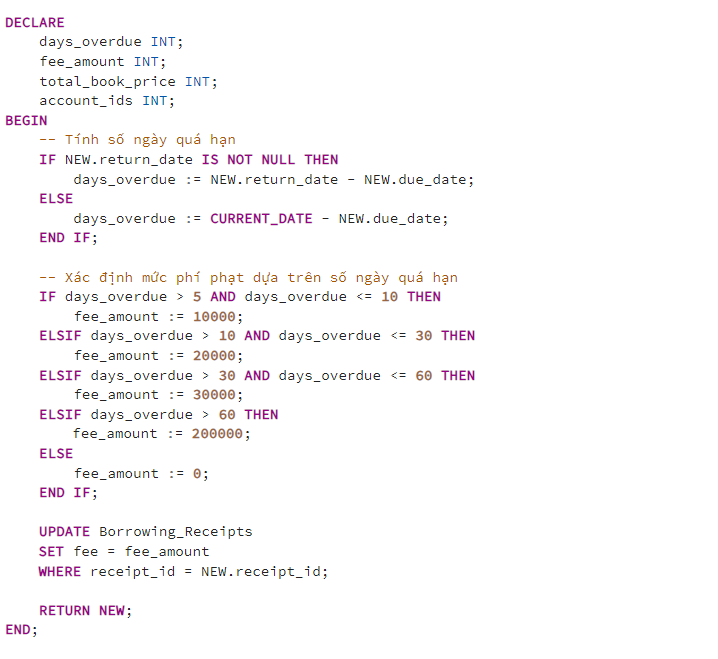 DECLARE
    days_overdue INT;
    fee_amount INT;
    total_book_price INT;
    account_ids INT;
BEGIN
    -- Tính số ngày quá hạn
    IF NEW.return_date IS NOT NULL THEN
        days_overdue := NEW.return_date - NEW.due_date;
    ELSE
        days_overdue := CURRENT_DATE - NEW.due_date;
    END IF;

    -- Xác định mức phí phạt dựa trên số ngày quá hạn
    IF days_overdue > 5 AND days_overdue <= 10 THEN
        fee_amount := 10000;
    ELSIF days_overdue > 10 AND days_overdue <= 30 THEN
        fee_amount := 20000;
    ELSIF days_overdue > 30 AND days_overdue <= 60 THEN
        fee_amount := 30000;
    ELSIF days_overdue > 60 THEN
        fee_amount := 200000;
    ELSE
        fee_amount := 0;
    END IF;

    UPDATE Borrowing_Receipts
    SET fee = fee_amount
    WHERE receipt_id = NEW.receipt_id;

    RETURN NEW;
END;